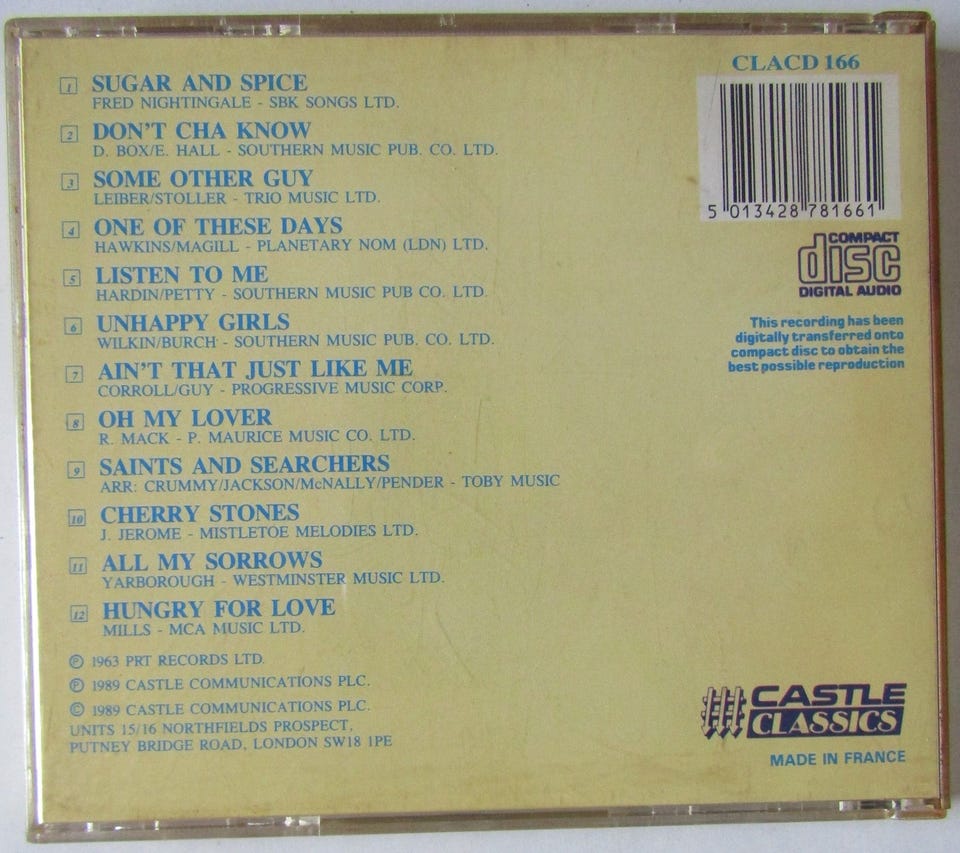 1 SUGAR AND SPICE
FRED NIGHTINGALE - SBK SONGS LTD.
2 DON'T CHA KNOW
D. BOX/E. HALL - SOUTHERN MUSIC PUB. CO. LTD.
3 SOME OTHER GUY
LEIBER/STOLLER - TRIO MUSIC LTD.
4 ONE OF THESE DAYS
HAWKINS/MAGILL - PLANETARY NOM (LDN) LTD.
5 LISTEN TO ME
HARDIN/PETTY - SOUTHERN MUSIC PUB CO. LTD.
6 UNHAPPY GIRLS
WILKIN/BURCH - SOUTHERN MUSIC PUB. CO. LTD.
7 AIN'T THAT JUST LIKE ME
CORROLL/GUY - PROGRESSIVE MUSIC CORP.
8 OH MY LOVER
R. MACK - P. MAURICE MUSIC CO. LTD.
9 SAINTS AND SEARCHERS
ARR: CRUMMY/JACKSON/McNALLY/PENDER - TOBY MUSIC
10 CHERRY STONES
J. JEROME - MISTLETOE MELODIES LTD.
11 ALL MY SORROWS
YARBOROUGH - WESTMINSTER MUSIC LTD.
12 HUNGRY FOR LOVE
MILLS - MCA MUSIC LTD.
℗ 1963 PRT RECORDS LTD.
℗ 1989 CASTLE COMMUNICATIONS PLC.
© 1989 CASTLE COMMUNICATIONS PLC.
UNITS 15/16 NORTHFIELDS PROSPECT,
PUTNEY BRIDGE ROAD, LONDON SW18 1PE
CLACD 166
5 013428 781661
COMPACT
disc
DIGITAL AUDIO
This recording has been
digitally transferred onto
compact disc to obtain the
best possible reproduction
CASTLE
CLASSICS
MADE IN FRANCE